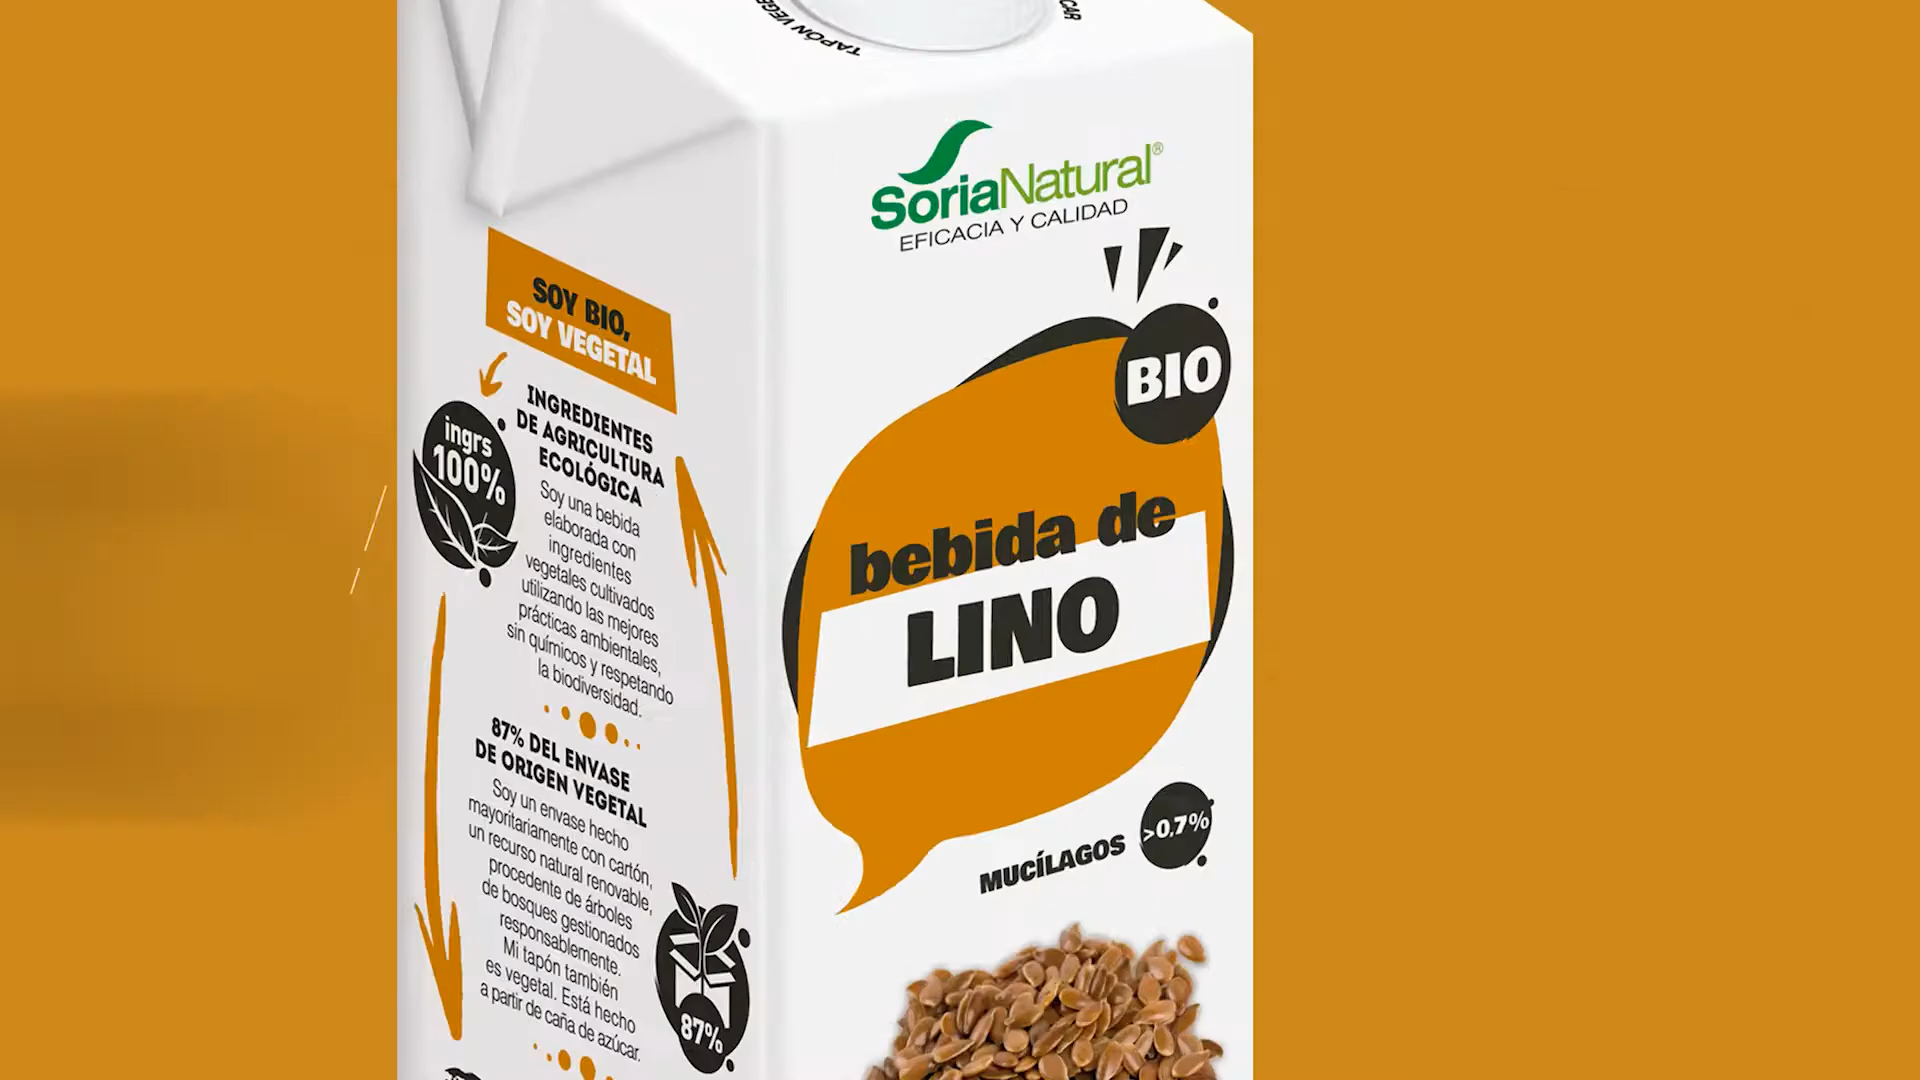 TAPÓN VEGE
CAR
SoriaNatural®
EFICACIA Y CALIDAD
BIO
bebida de
LINO
MUCÍLAGOS >0,7%
SOY BIO,
SOY VEGETAL
ingrs
100%
INGREDIENTES
DE AGRICULTURA
ECOLÓGICA
Soy una bebida
elaborada con
ingredientes
vegetales cultivados
utilizando las mejores
prácticas ambientales,
sin químicos y respetando
la biodiversidad.
87% DEL ENVASE
DE ORIGEN VEGETAL
Soy un envase hecho
mayoritariamente con cartón,
un recurso natural renovable,
procedente de árboles
de bosques gestionados
responsablemente.
Mi tapón también
es vegetal. Está hecho
a partir de caña de azúcar.
87%